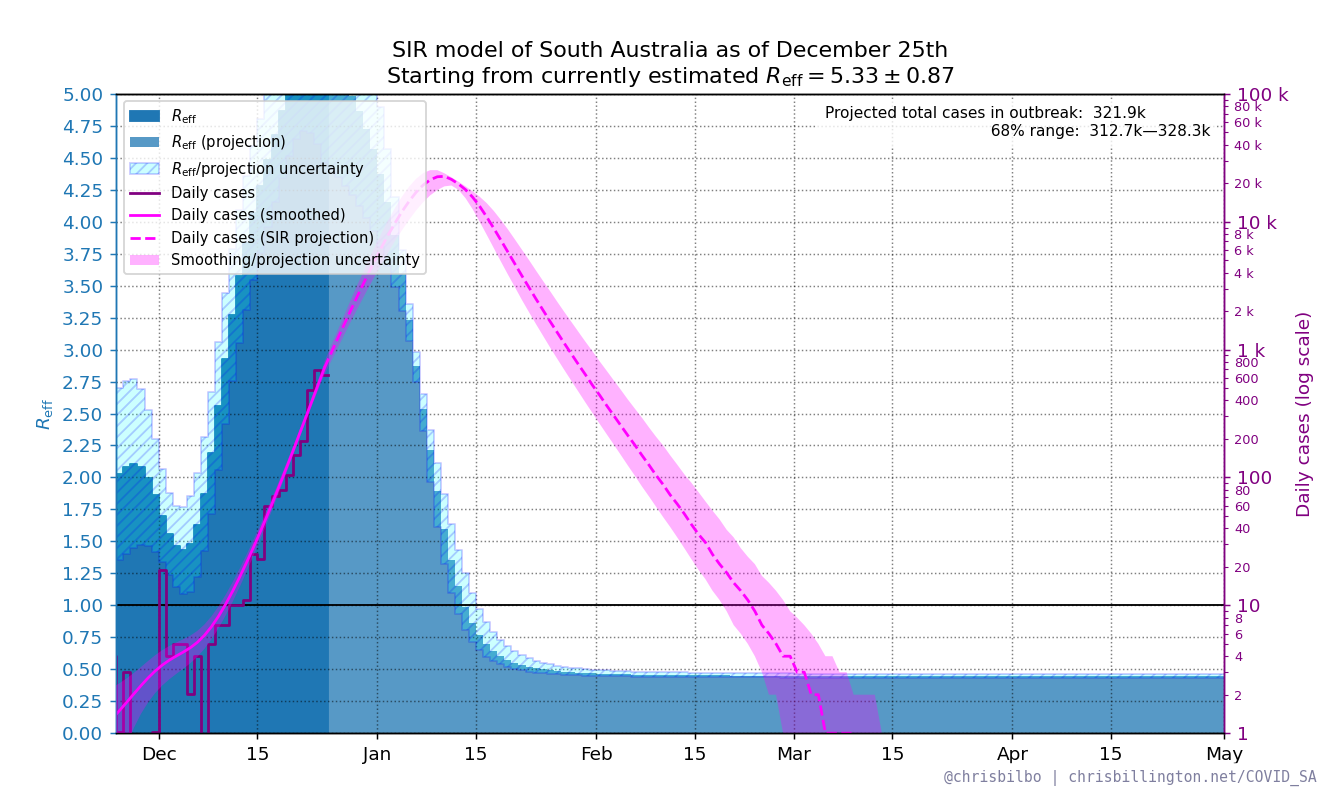 SIR model of South Australia as of December 25th
Starting from currently estimated R_eff = 5.33 ± 0.87
Projected total cases in outbreak: 321.9k
68% range: 312.7k—328.3k
R_eff
R_eff (projection)
R_eff/projection uncertainty
Daily cases
Daily cases (smoothed)
Daily cases (SIR projection)
Smoothing/projection uncertainty
R_eff
5.00
4.75
4.50
4.25
4.00
3.75
3.50
3.25
3.00
2.75
2.50
2.25
2.00
1.75
1.50
1.25
1.00
0.75
0.50
0.25
0.00
100 k
80 k
60 k
40 k
20 k
10 k
8 k
6 k
4 k
2 k
1 k
800
600
400
200
100
80
60
40
20
10
8
6
4
2
1
Daily cases (log scale)
Dec 15 Jan 15 Feb 15 Mar 15 Apr 15 May
@chrisbilbo | chrisbillington.net/COVID_SA